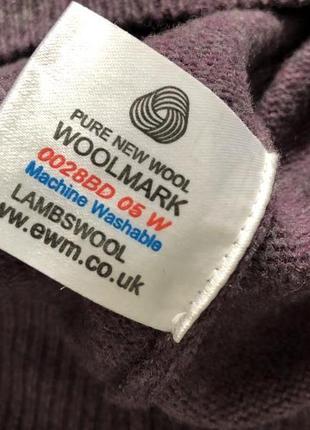 PURE NEW WOOL
WOOLMARK
0028BD 05 W
Machine Washable
LAMBSWOOL
www.ewm.co.uk